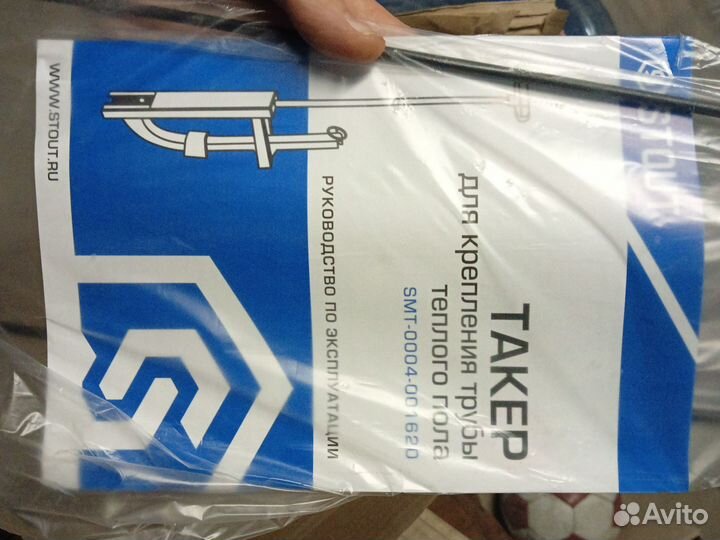 STOUT
ТАКЕР
для крепления трубы
теплого пола
SMT-0004-001620
РУКОВОДСТВО ПО ЭКСПЛУАТАЦИИ
WWW.STOUT.RU
Avito